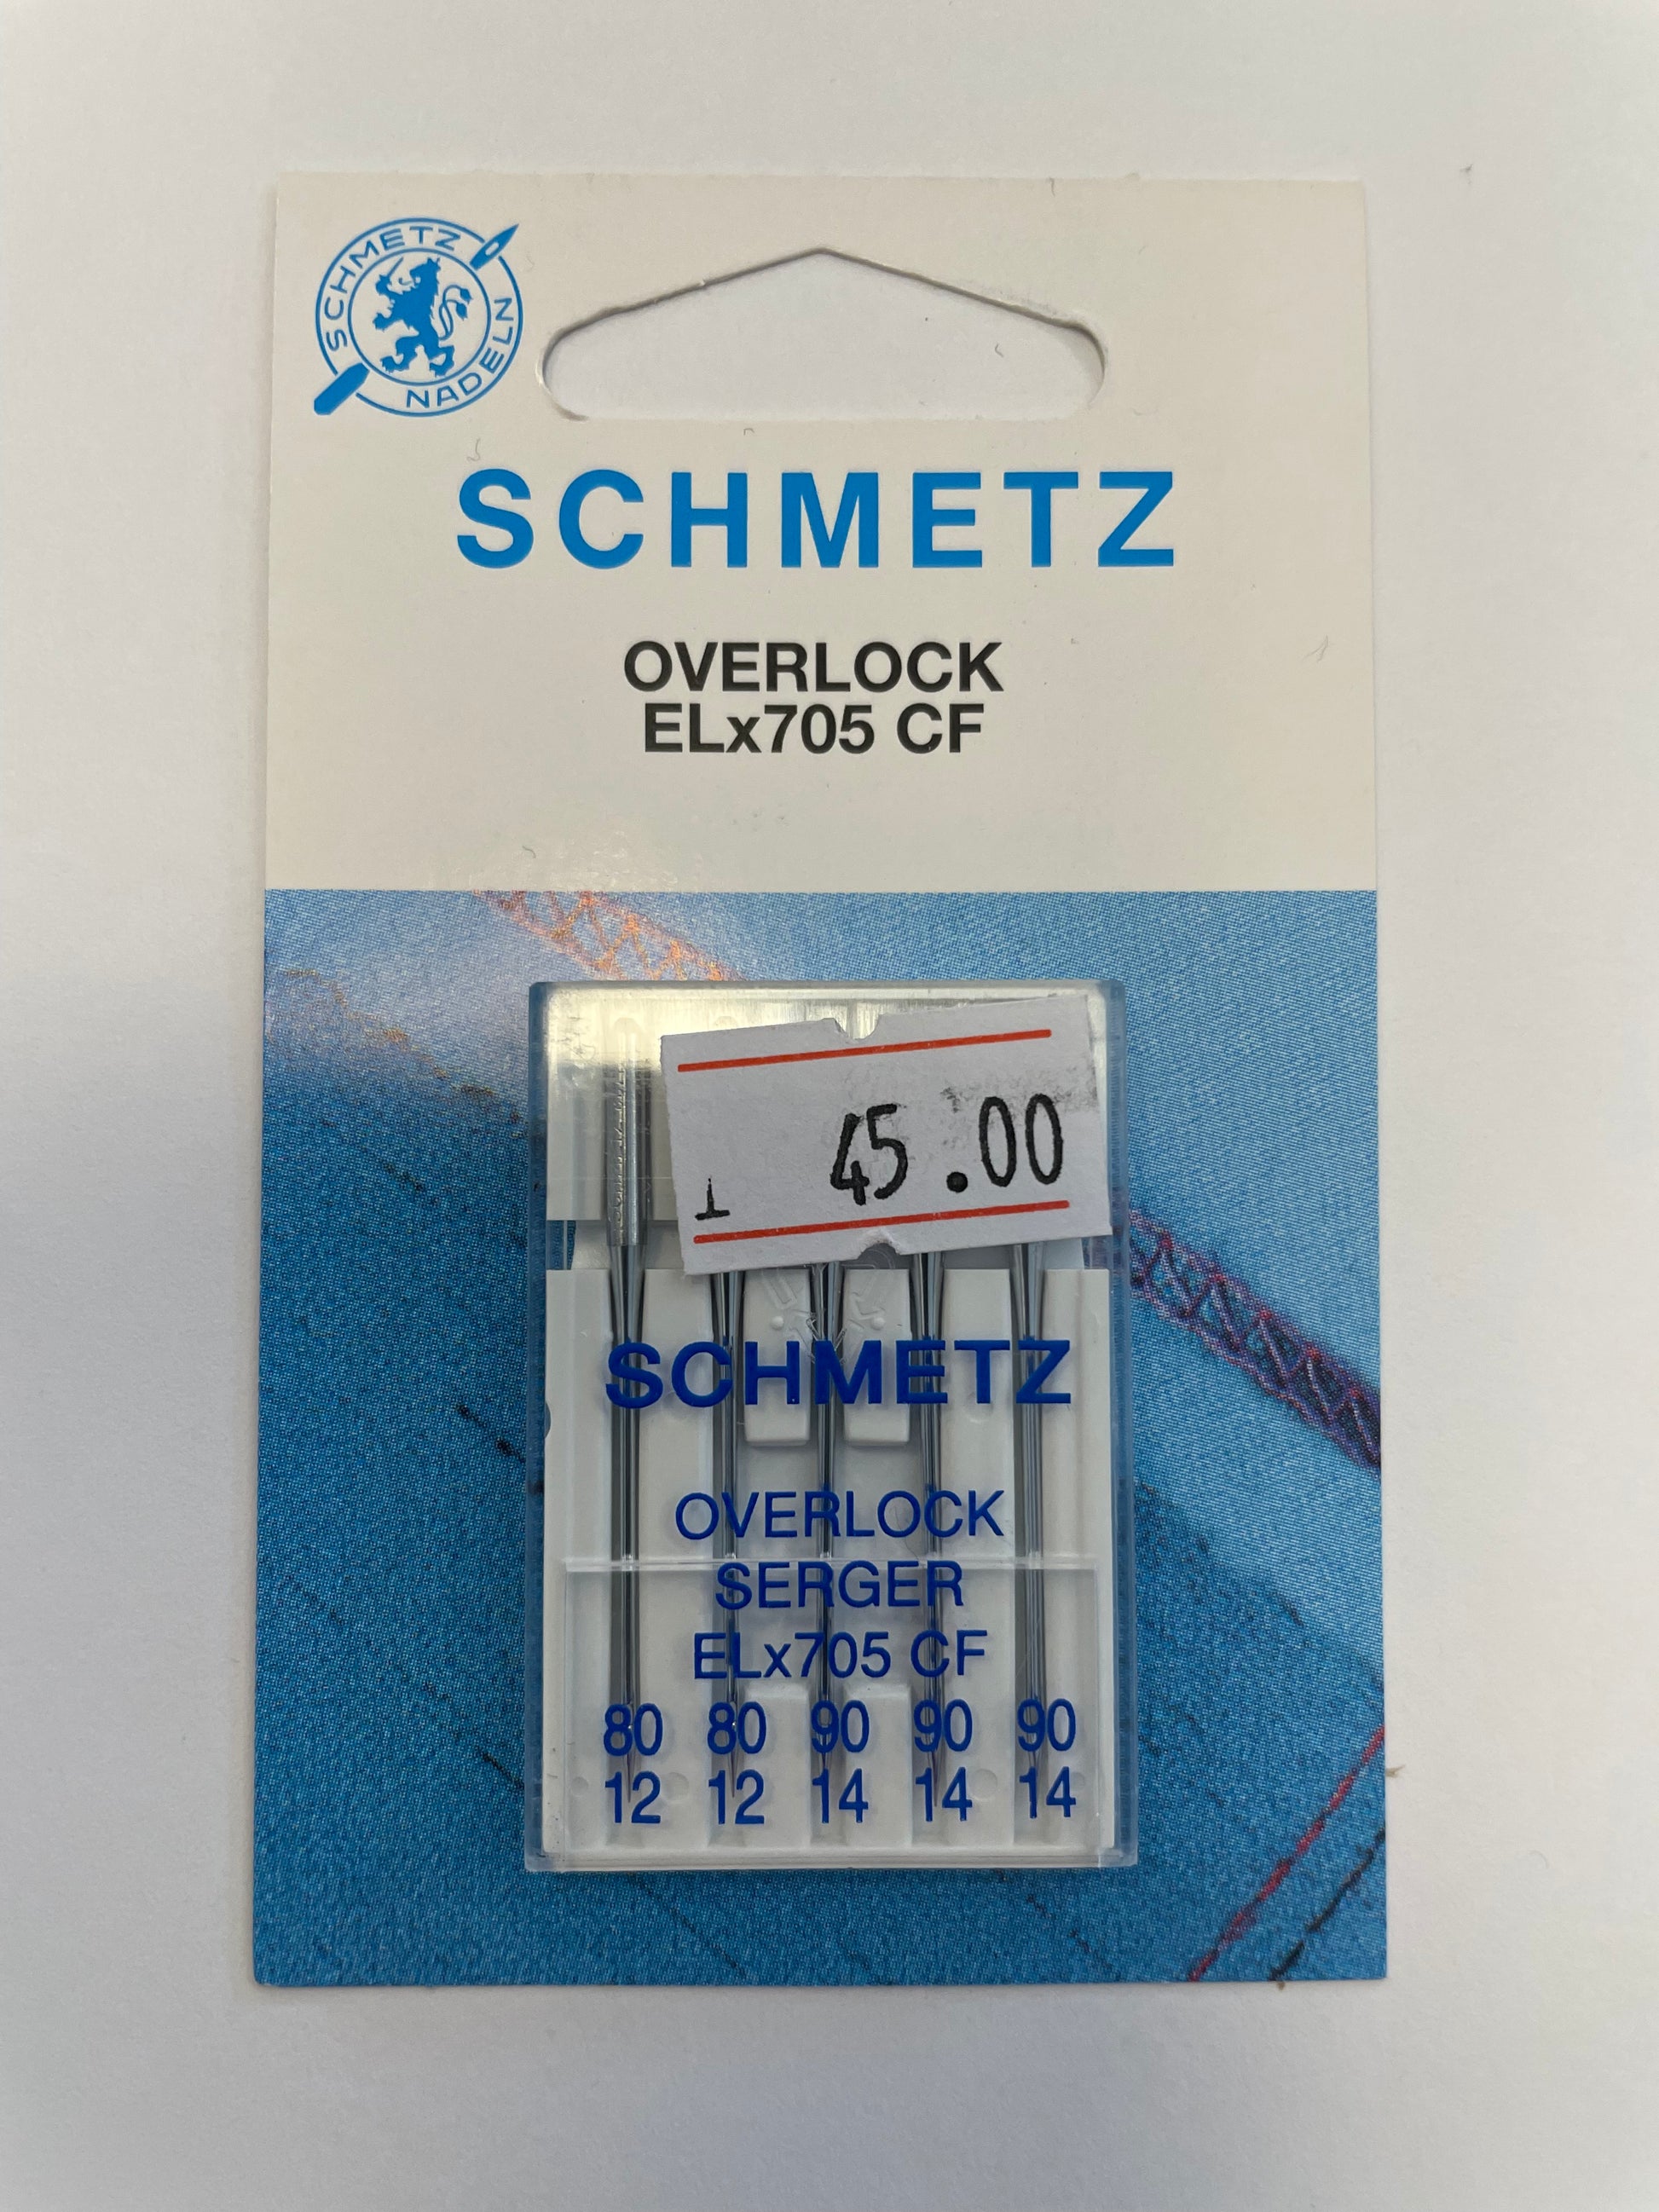 SCHMETZ
NADELN
SCHMETZ
OVERLOCK
ELx705 CF
45.00
SCHMETZ
OVERLOCK
SERGER
ELx705 CF
80 80 90 90 90
12 12 14 14 14